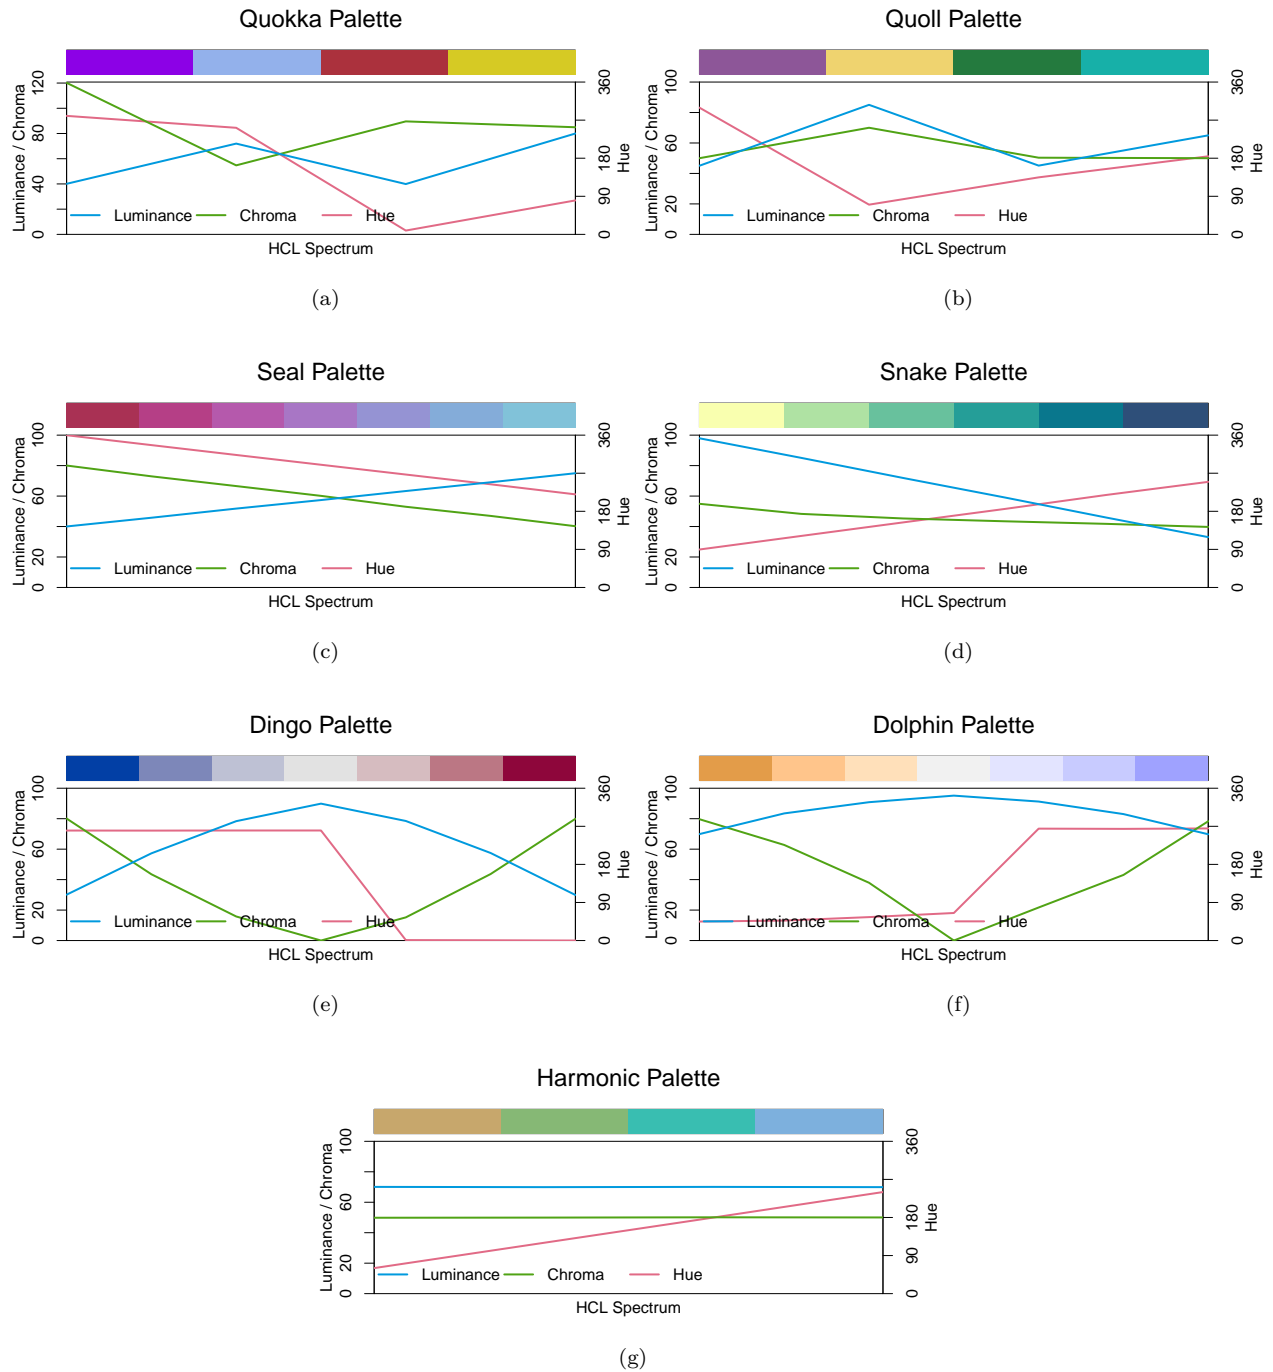 Quokka Palette
0 40 80 120
Luminance / Chroma
0 90 180 360
Hue
Luminance Chroma Hue
HCL Spectrum
(a)
Quoll Palette
0 20 60 100
Luminance / Chroma
0 90 180 360
Hue
Luminance Chroma Hue
HCL Spectrum
(b)
Seal Palette
0 20 60 100
Luminance / Chroma
0 90 180 360
Hue
Luminance Chroma Hue
HCL Spectrum
(c)
Snake Palette
0 20 60 100
Luminance / Chroma
0 90 180 360
Hue
Luminance Chroma Hue
HCL Spectrum
(d)
Dingo Palette
0 20 60 100
Luminance / Chroma
0 90 180 360
Hue
Luminance Chroma Hue
HCL Spectrum
(e)
Dolphin Palette
0 20 60 100
Luminance / Chroma
0 90 180 360
Hue
Luminance Chroma Hue
HCL Spectrum
(f)
Harmonic Palette
0 20 60 100
Luminance / Chroma
0 90 180 360
Hue
Luminance Chroma Hue
HCL Spectrum
(g)